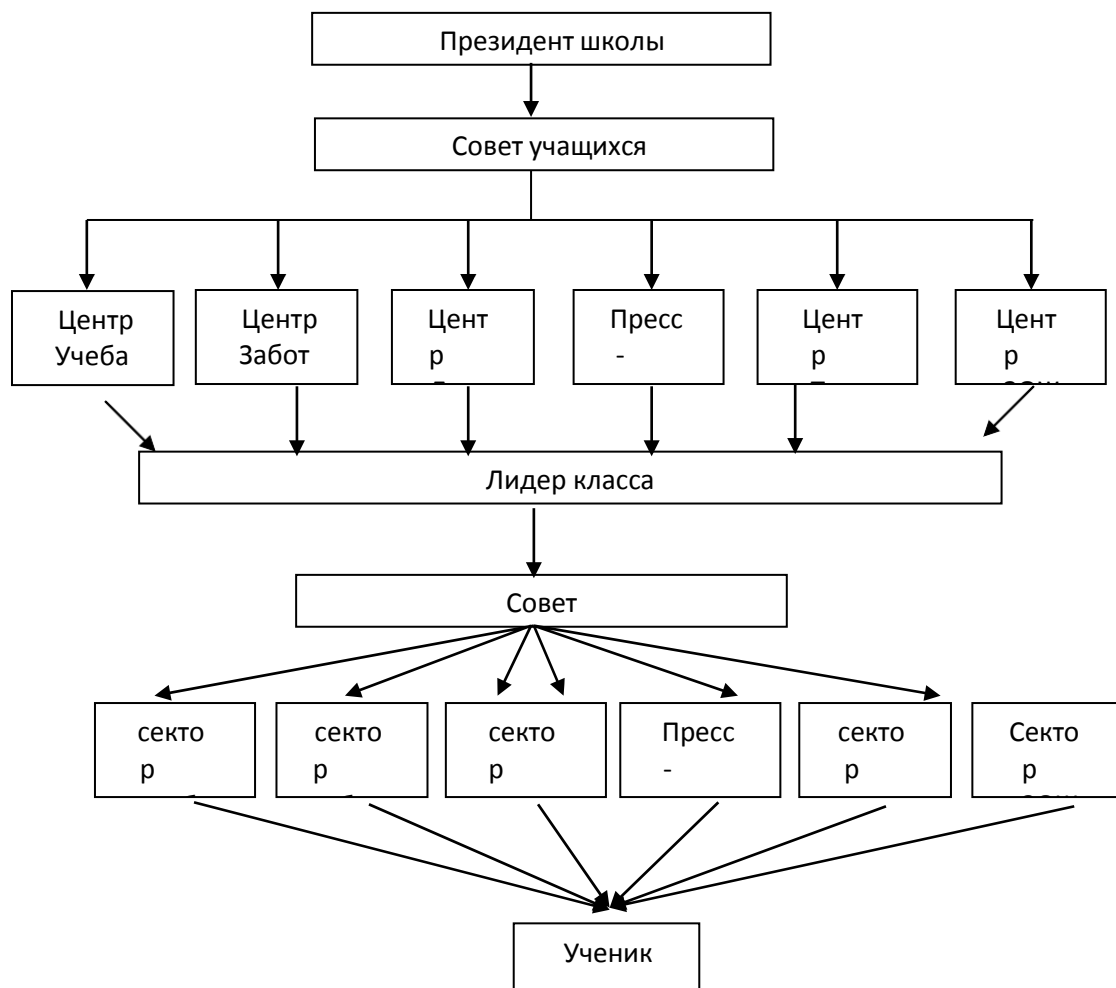 Президент школы
Совет учащихся
Центр
Учеба
Центр
Забот
Цент
р
Пресс
-
Цент
р
Цент
р
Лидер класса
Совет
секто
р
секто
р
секто
р
Пресс
-
секто
р
Секто
р
Ученик